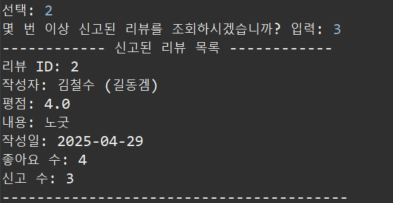 선택: 2
몇 번 이상 신고된 리뷰를 조회하시겠습니까? 입력: 3
------------ 신고된 리뷰 목록 ------------
리뷰 ID: 2
작성자: 김철수 (길동겜)
평점: 4.0
내용: 노굿
작성일: 2025-04-29
좋아요 수: 4
신고 수: 3
----------------------------------------